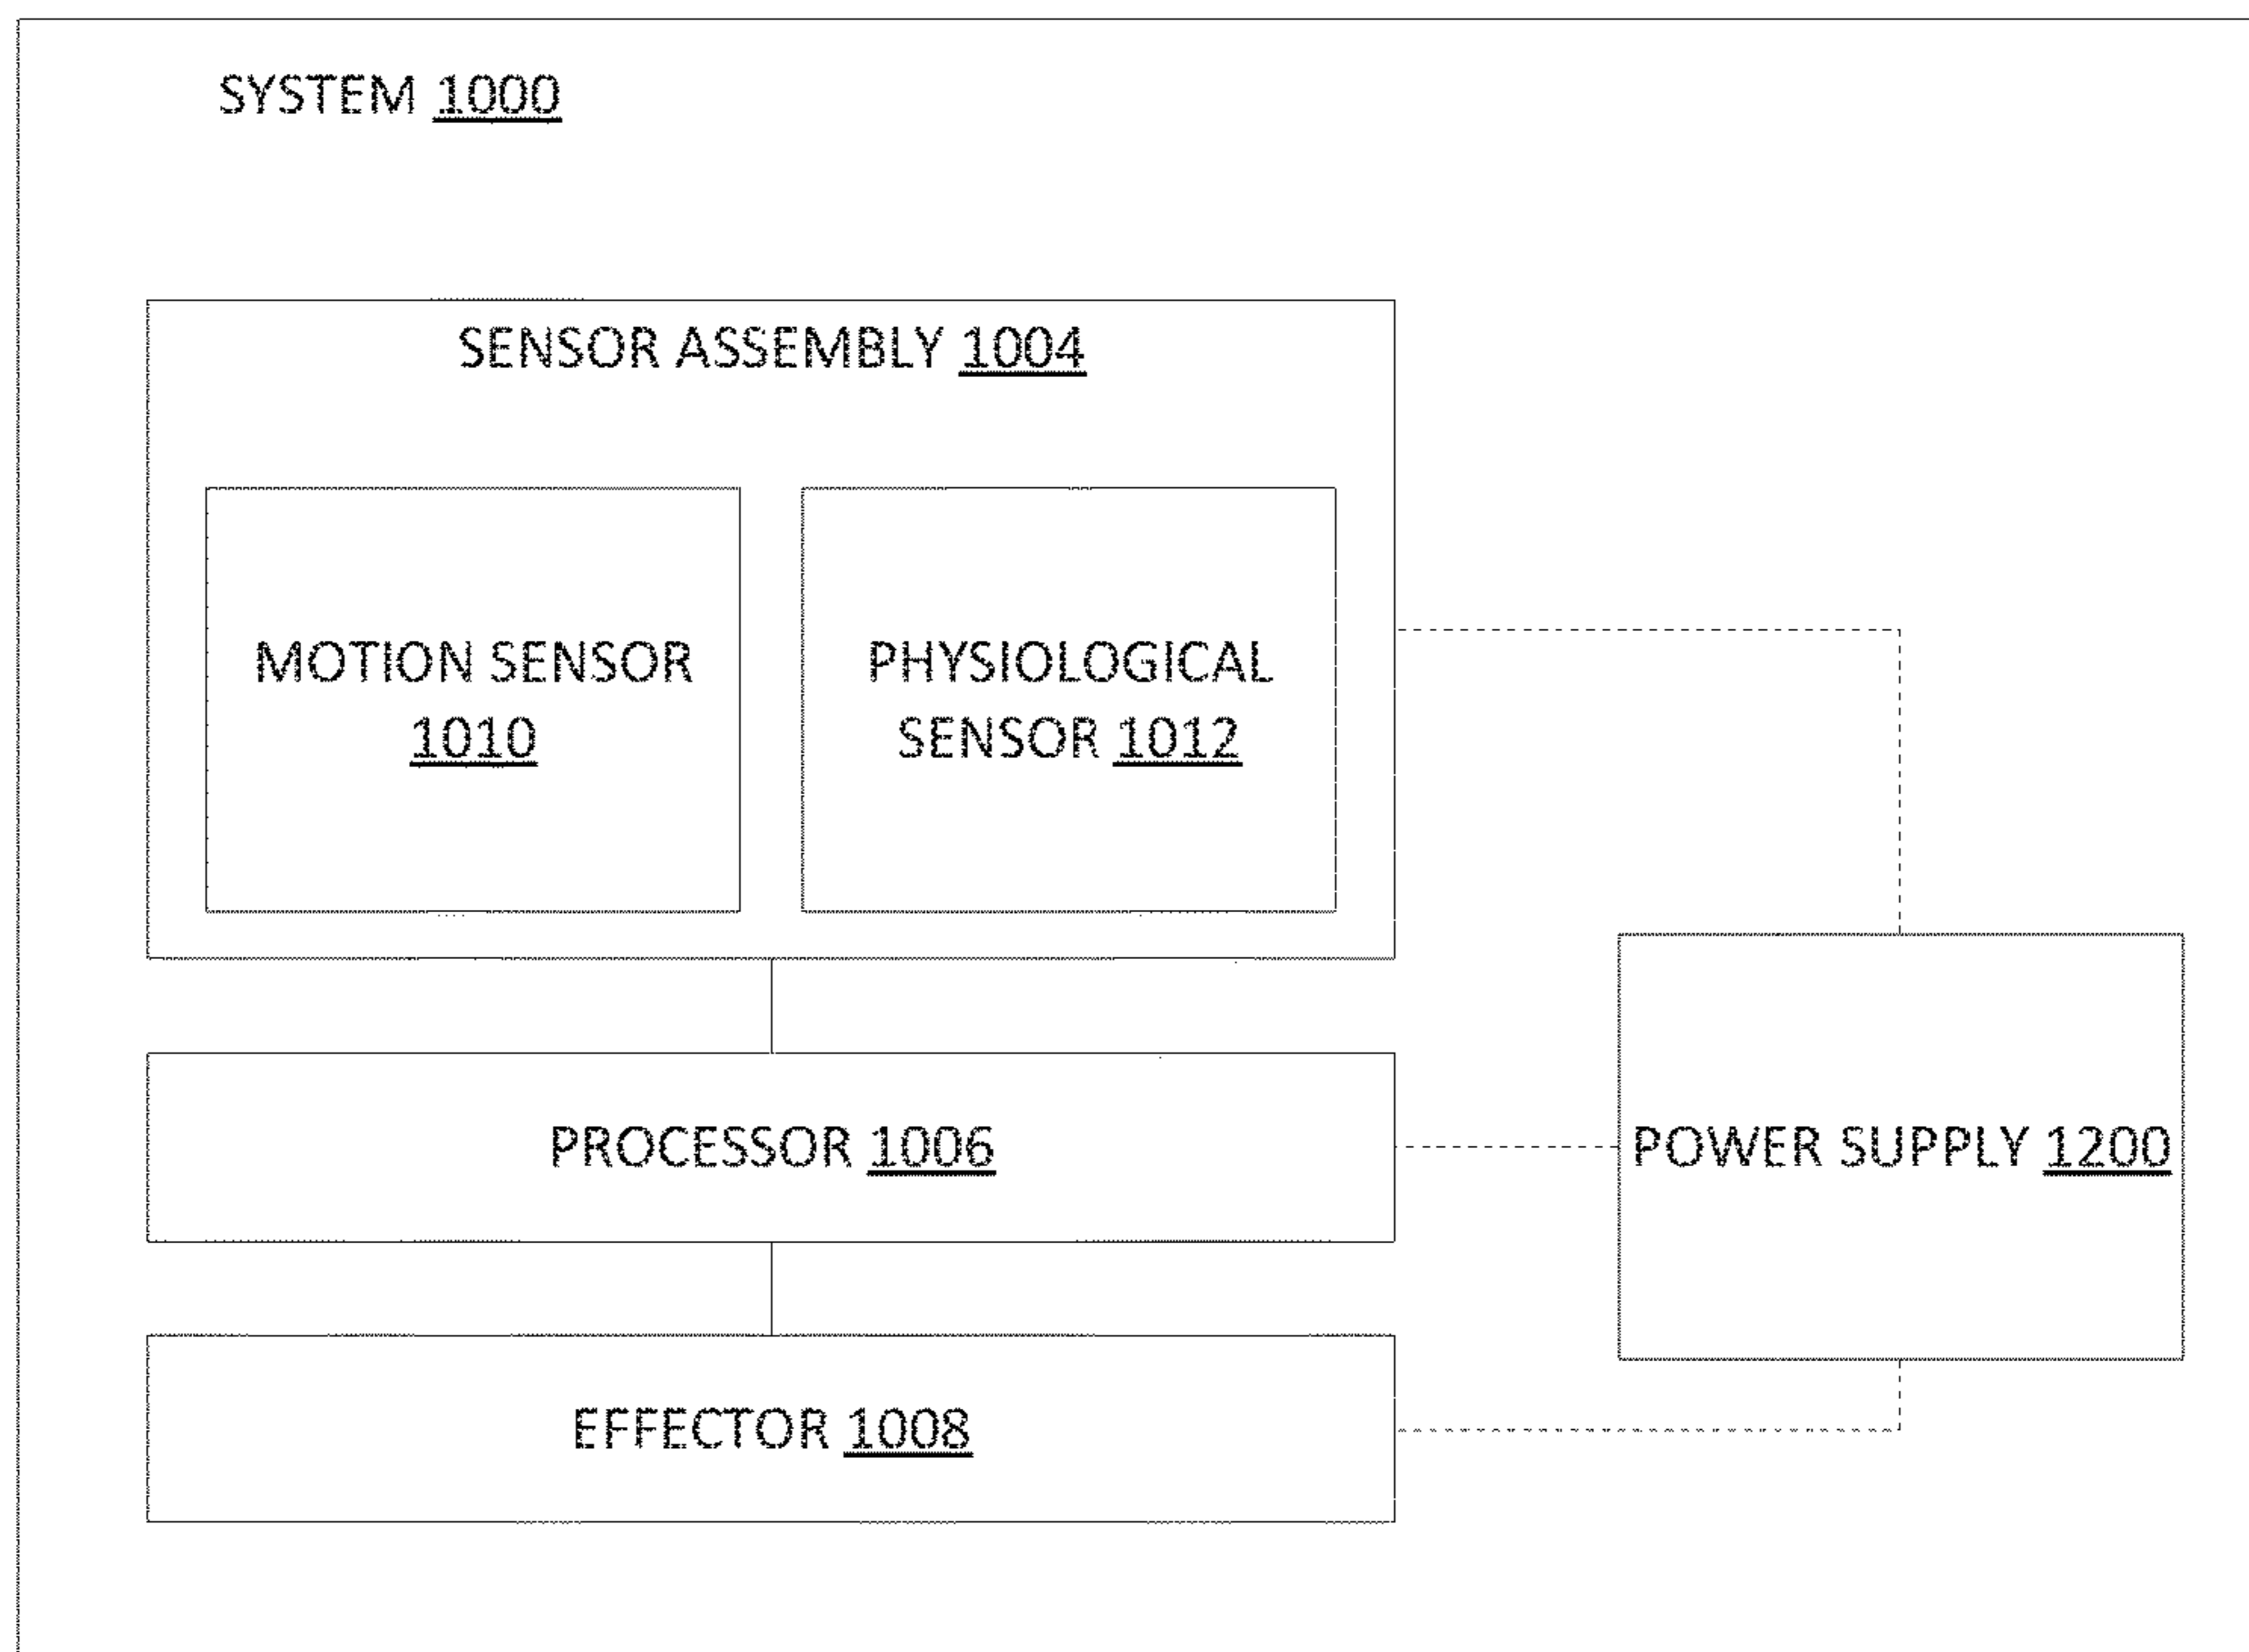 SYSTEM 1000
SENSOR ASSEMBLY 1004
MOTION SENSOR
1010
PHYSIOLOGICAL
SENSOR 1012
PROCESSOR 1006
POWER SUPPLY 1200
EFFECTOR 1008